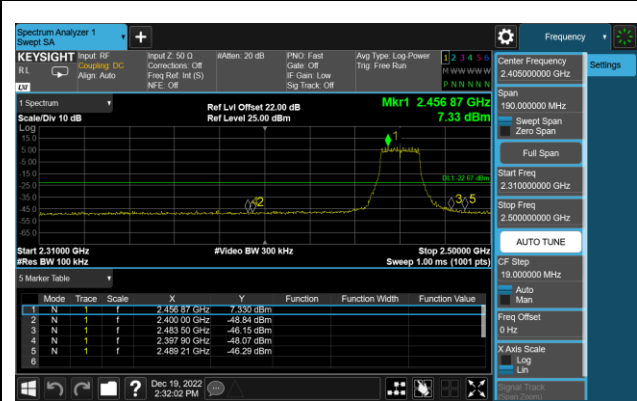 Spectrum Analyzer 1
Swept SA
Frequency
KEYSIGHT
RL
Input: RF
Coupling: DC
Align: Auto
Input Z: 50 Ω
Corrections: Off
Freq Ref: Int (S)
NFE: Off
#Atten: 20 dB
PNO: Fast
Gate: Off
IF Gain: Low
Sig Track: Off
Avg Type: Log-Power
Trig: Free Run
1 2 3 4 5 6
M W W W W W
P N N N N N
1 Spectrum
Scale/Div 10 dB
Ref Lvl Offset 22.00 dB
Ref Level 25.00 dBm
Mkr1 2.456 87 GHz
7.33 dBm
Log
15.0
5.00
-5.00
-15.0
-25.0
-35.0
-45.0
-55.0
-65.0
1
DL1 -22.67 dBm
42
3
5
Start 2.31000 GHz
#Res BW 100 kHz
#Video BW 300 kHz
Stop 2.50000 GHz
Sweep 1.00 ms (1001 pts)
5 Marker Table
Mode Trace Scale X Y Function Function Width Function Value
1 N 1 f 2.456 87 GHz 7.330 dBm
2 N 1 f 2.400 00 GHz -48.84 dBm
3 N 1 f 2.483 50 GHz -46.15 dBm
4 N 1 f 2.397 90 GHz -48.07 dBm
5 N 1 f 2.489 21 GHz -46.29 dBm
6
Dec 19, 2022
2:32:02 PM
Center Frequency
2.405000000 GHz
Span
190.000000 MHz
Swept Span
Zero Span
Full Span
Start Freq
2.310000000 GHz
Stop Freq
2.500000000 GHz
AUTO TUNE
CF Step
19.000000 MHz
Auto
Man
Freq Offset
0 Hz
X Axis Scale
Log
Lin
Signal Track
(Span Zoom)
Settings